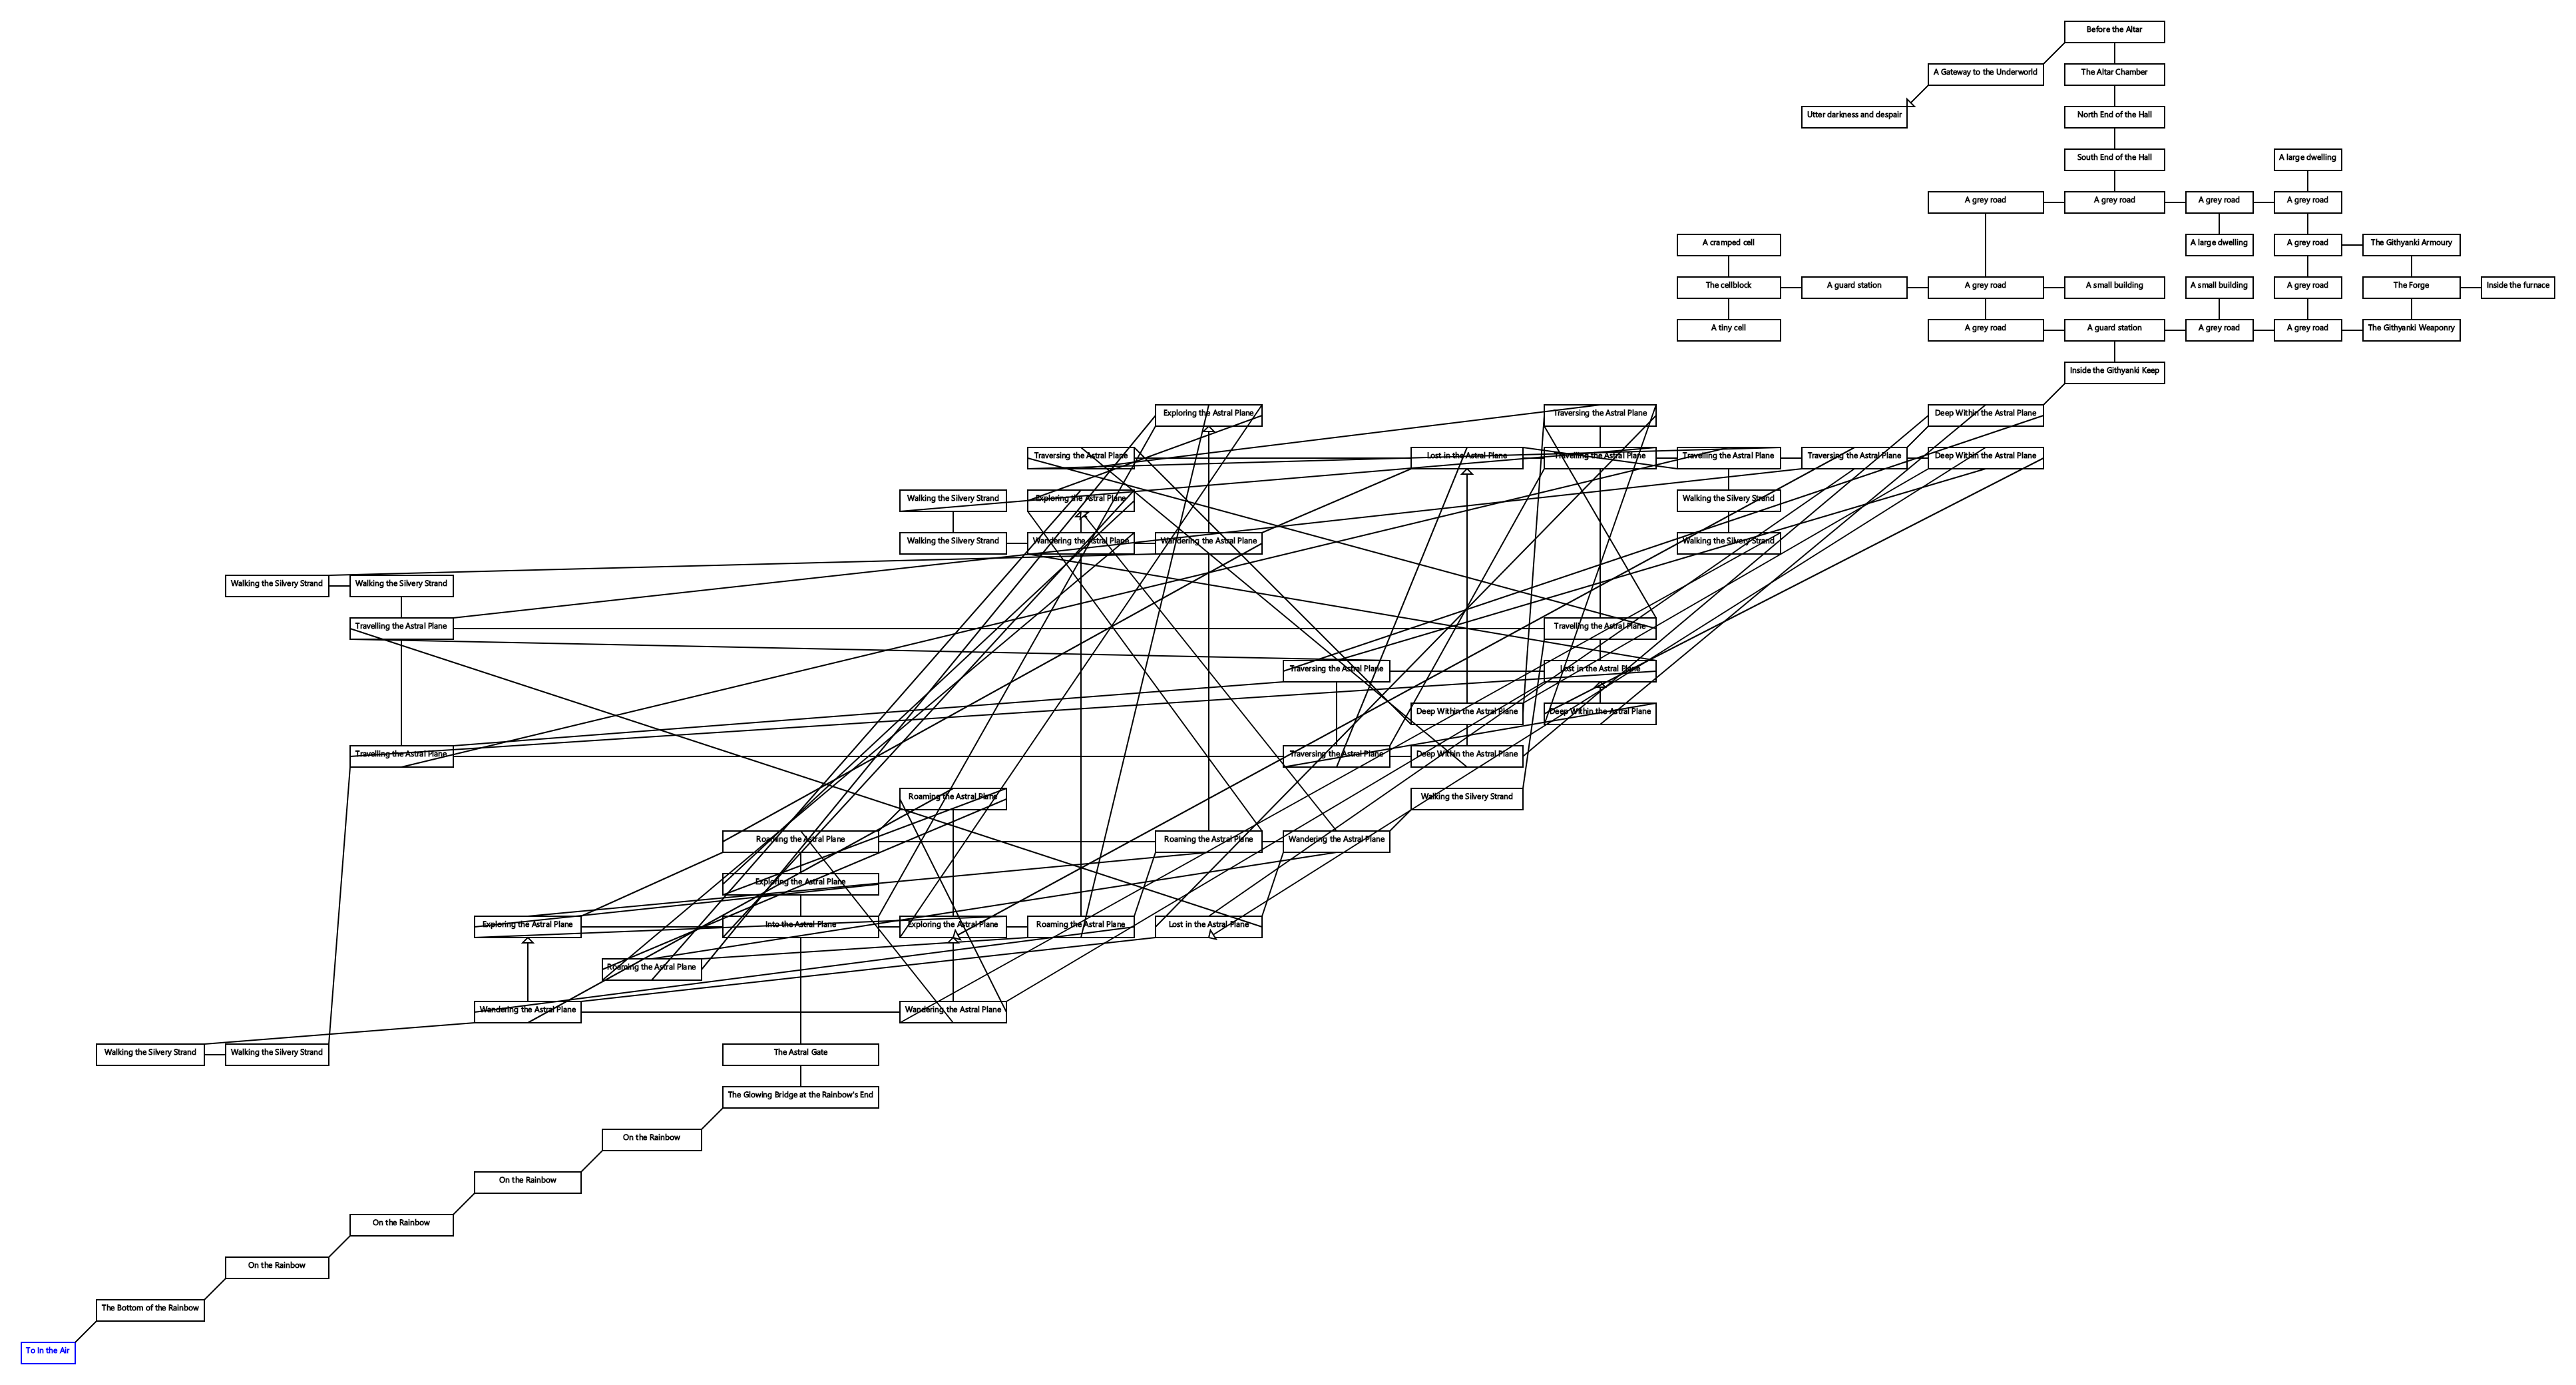 Before the Altar
A Gateway to the Underworld
The Altar Chamber
Utter darkness and despair
North End of the Hall
South End of the Hall
A large dwelling
A grey road
A grey road
A grey road
A grey road
A cramped cell
A large dwelling
A grey road
The Githyanki Armoury
The cellblock
A guard station
A grey road
A small building
A small building
A grey road
The Forge
Inside the furnace
A tiny cell
A grey road
A guard station
A grey road
A grey road
The Githyanki Weaponry
Inside the Githyanki Keep
Exploring the Astral Plane
Traversing the Astral Plane
Deep Within the Astral Plane
Traversing the Astral Plane
Lost in the Astral Plane
Travelling the Astral Plane
Travelling the Astral Plane
Traversing the Astral Plane
Deep Within the Astral Plane
Walking the Silvery Strand
Exploring the Astral Plane
Walking the Silvery Strand
Walking the Silvery Strand
Wandering the Astral Plane
Wandering the Astral Plane
Walking the Silvery Strand
Walking the Silvery Strand
Walking the Silvery Strand
Travelling the Astral Plane
Travelling the Astral Plane
Traversing the Astral Plane
Lost in the Astral Plane
Deep Within the Astral Plane
Deep Within the Astral Plane
Travelling the Astral Plane
Traversing the Astral Plane
Deep Within the Astral Plane
Roaming the Astral Plane
Walking the Silvery Strand
Roaming the Astral Plane
Roaming the Astral Plane
Wandering the Astral Plane
Exploring the Astral Plane
Exploring the Astral Plane
Into the Astral Plane
Exploring the Astral Plane
Roaming the Astral Plane
Lost in the Astral Plane
Roaming the Astral Plane
Wandering the Astral Plane
Wandering the Astral Plane
Walking the Silvery Strand
Walking the Silvery Strand
The Astral Gate
The Glowing Bridge at the Rainbow's End
On the Rainbow
On the Rainbow
On the Rainbow
On the Rainbow
The Bottom of the Rainbow
To In the Air